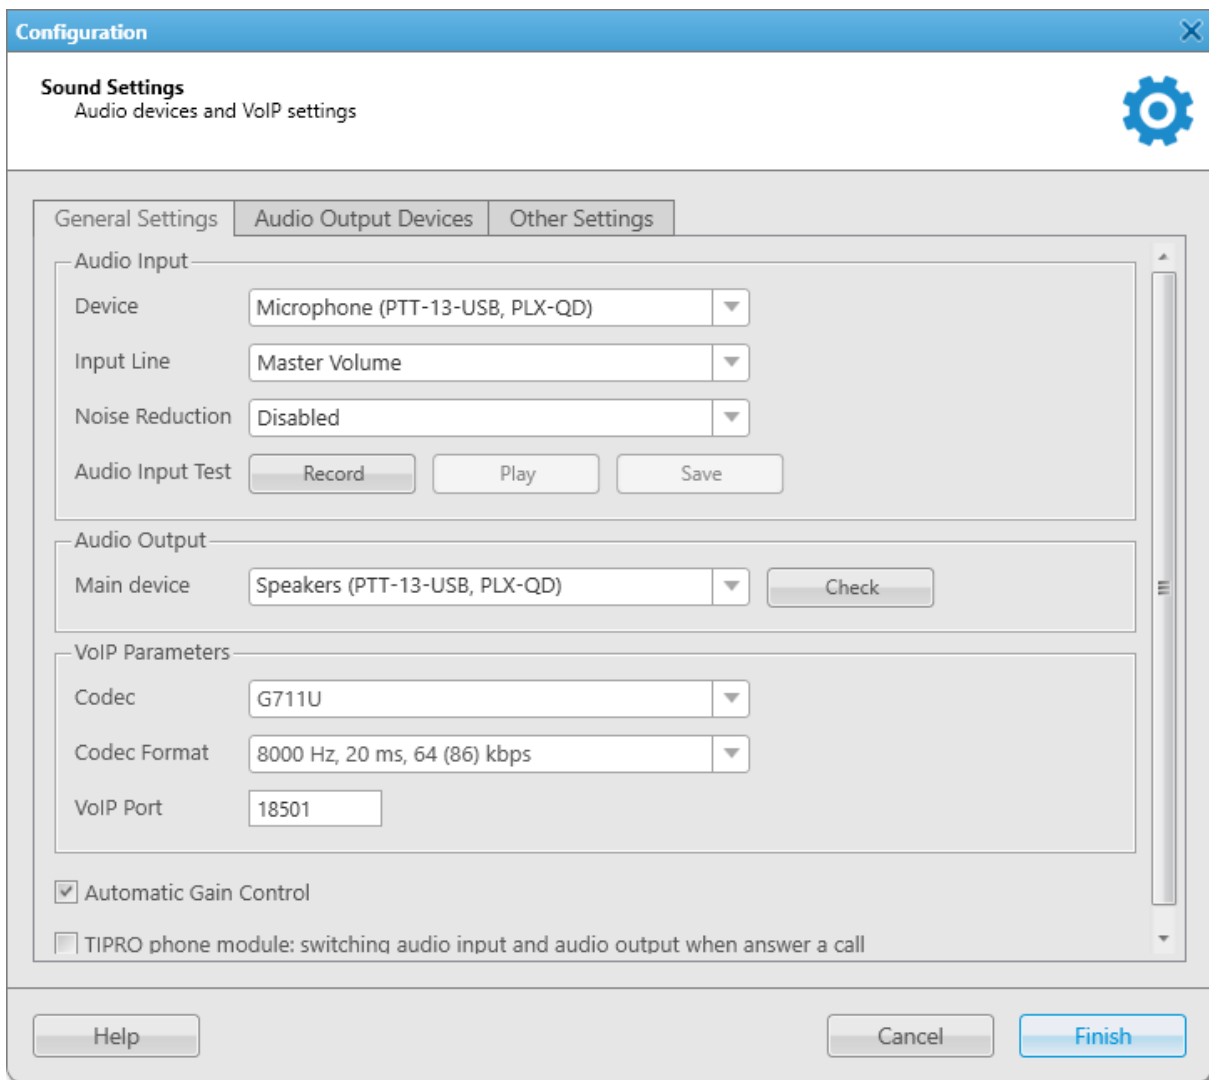 Configuration
Sound Settings
Audio devices and VoIP settings
General Settings Audio Output Devices Other Settings
Audio Input
Device Microphone (PTT-13-USB, PLX-QD)
Input Line Master Volume
Noise Reduction Disabled
Audio Input Test Record Play Save
Audio Output
Main device Speakers (PTT-13-USB, PLX-QD) Check
VoIP Parameters
Codec G711U
Codec Format 8000 Hz, 20 ms, 64 (86) kbps
VoIP Port 18501
Automatic Gain Control
TIPRO phone module: switching audio input and audio output when answer a call
Help Cancel Finish